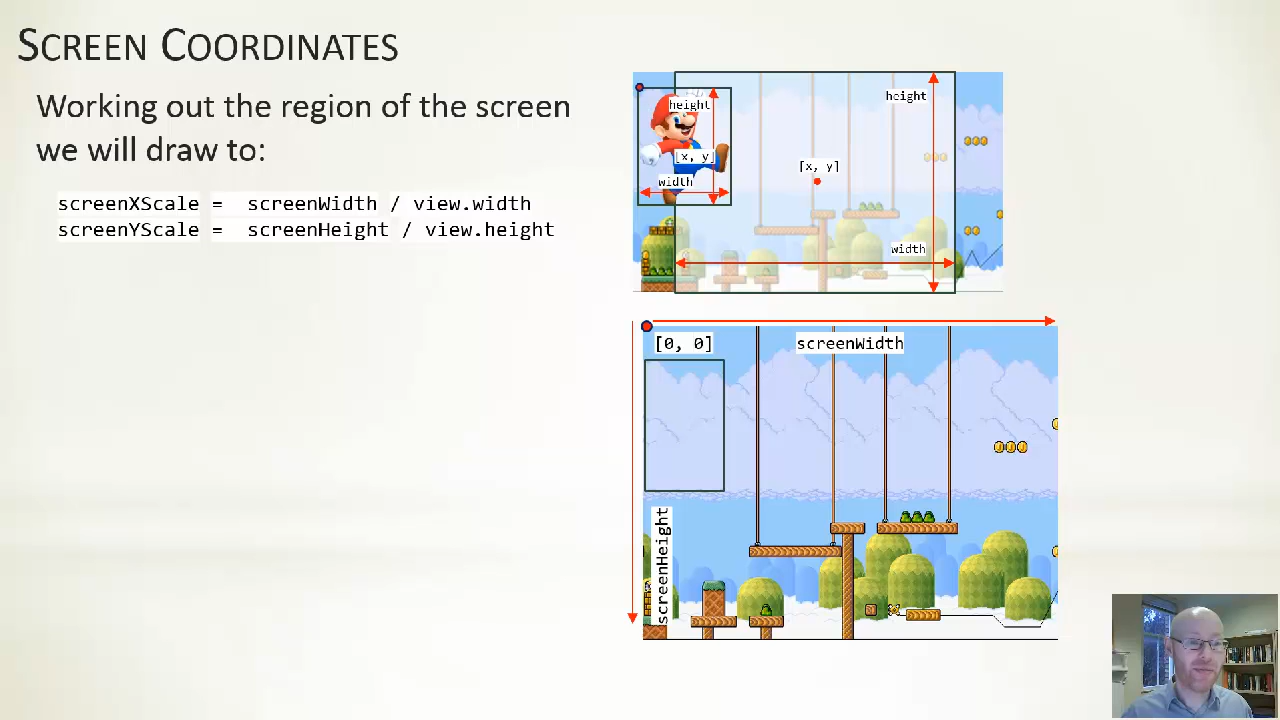 SCREEN COORDINATES
Working out the region of the screen
we will draw to:
screenXScale = screenWidth / view.width
screenYScale = screenHeight / view.height
height
[x, y]
width
height
[x, y]
width
[0, 0]
screenWidth
screenHeight